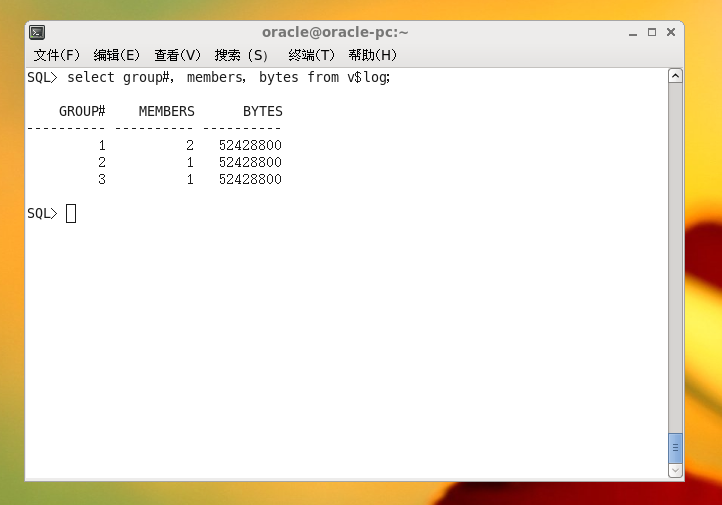 oracle@oracle-pc:~
文件(F) 编辑(E) 查看(V) 搜索 (S) 终端(T) 帮助(H)
SQL> select group#, members, bytes from v$log;
GROUP# MEMBERS BYTES
---------- ---------- ----------
1 2 52428800
2 1 52428800
3 1 52428800
SQL>